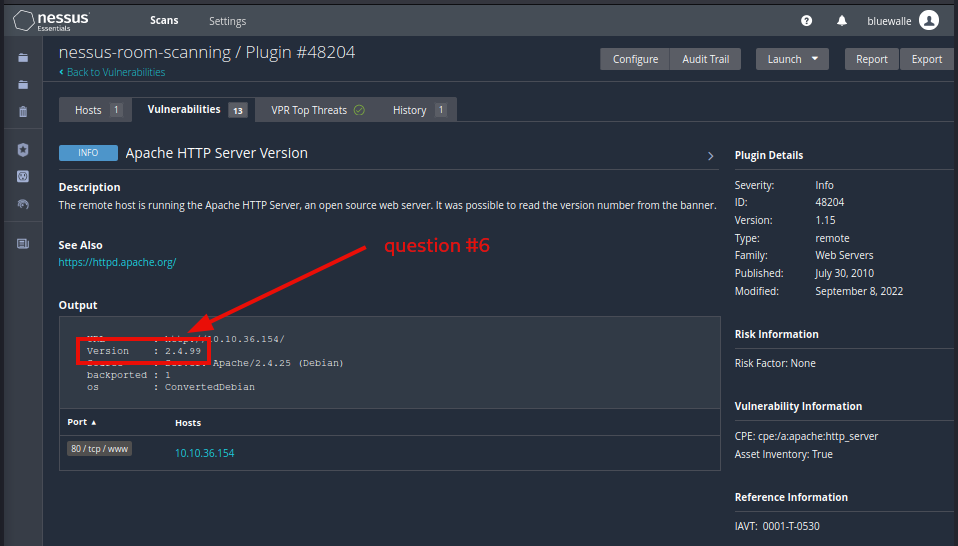 nessus
Essentials
Scans
Settings
bluewalle
nessus-room-scanning / Plugin #48204
Back to Vulnerabilities
Configure
Audit Trail
Launch
Report
Export
Hosts 1
Vulnerabilities 13
VPR Top Threats
History 1
INFO
Apache HTTP Server Version
Description
The remote host is running the Apache HTTP Server, an open source web server. It was possible to read the version number from the banner.
See Also
https://httpd.apache.org/
question #6
Output
http://10.10.36.154/
Version : 2.4.99
Apache/2.4.25 (Debian)
backported : 1
os : ConvertedDebian
Port
Hosts
80 / tcp / www
10.10.36.154
Plugin Details
Severity: Info
ID: 48204
Version: 1.15
Type: remote
Family: Web Servers
Published: July 30, 2010
Modified: September 8, 2022
Risk Information
Risk Factor: None
Vulnerability Information
CPE: cpe:/a:apache:http_server
Asset Inventory: True
Reference Information
IAVT: 0001-T-0530